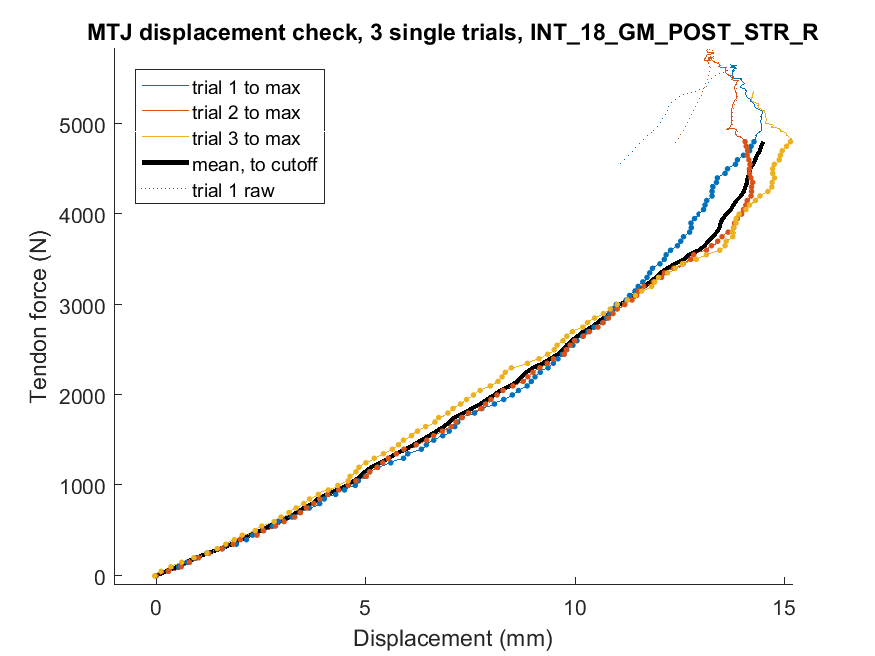 MTJ displacement check, 3 single trials, INT_18_GM_POST_STR_R
trial 1 to max
trial 2 to max
trial 3 to max
mean, to cutoff
trial 1 raw
5000
4000
3000
2000
1000
0
Tendon force (N)
0 5 10 15
Displacement (mm)